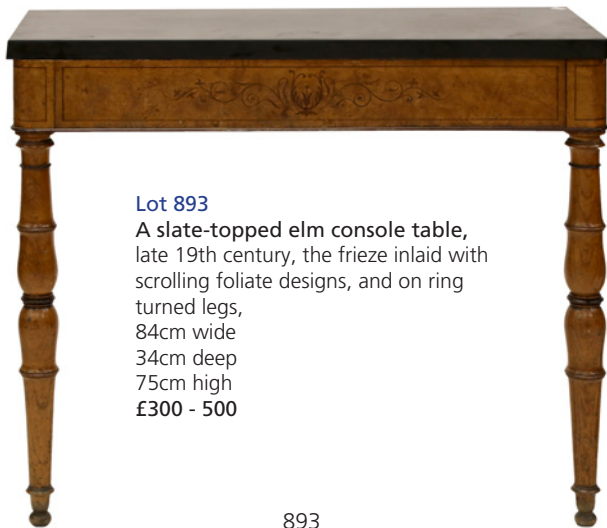 Lot 893
A slate-topped elm console table,
late 19th century, the frieze inlaid with
scrolling foliate designs, and on ring
turned legs,
84cm wide
34cm deep
75cm high
£300 - 500
893